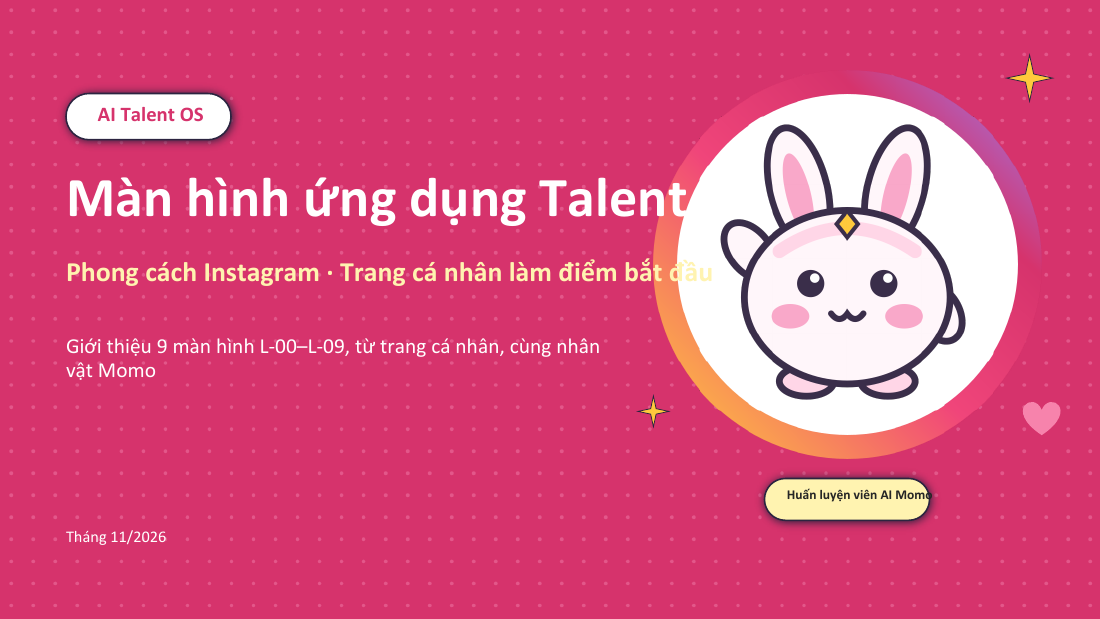 AI Talent OS
Màn hình ứng dụng Talent
Phong cách Instagram · Trang cá nhân làm điểm bắt đầu
Giới thiệu 9 màn hình L-00–L-09, từ trang cá nhân, cùng nhân
vật Momo
Huấn luyện viên AI Momo
Tháng 11/2026